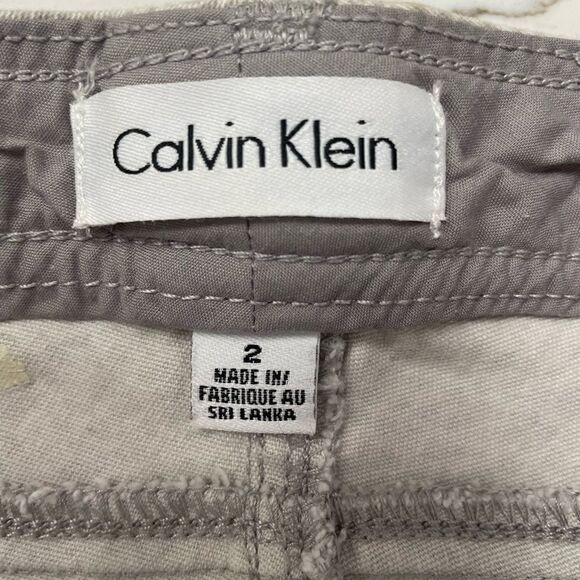 Calvin Klein
2
MADE IN/
FABRIQUE AU
SRI LANKA